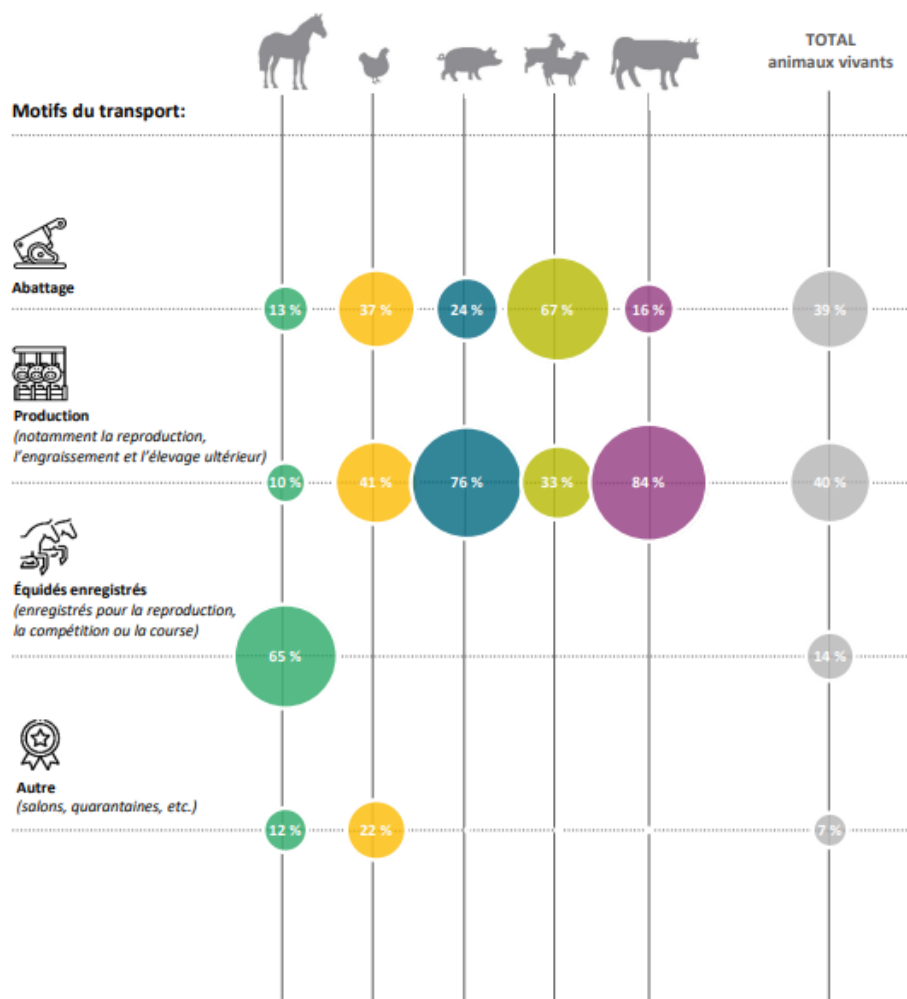 TOTAL
animaux vivants
Motifs du transport:
Abattage
13 %
37 %
24 %
67 %
16 %
39 %
Production
(notamment la reproduction,
l'engraissement et l'élevage ultérieur)
10 %
41 %
76 %
33 %
84 %
40 %
Équidés enregistrés
(enregistrés pour la reproduction,
la compétition ou la course)
65 %
14 %
Autre
(salons, quarantaines, etc.)
12 %
22 %
7 %